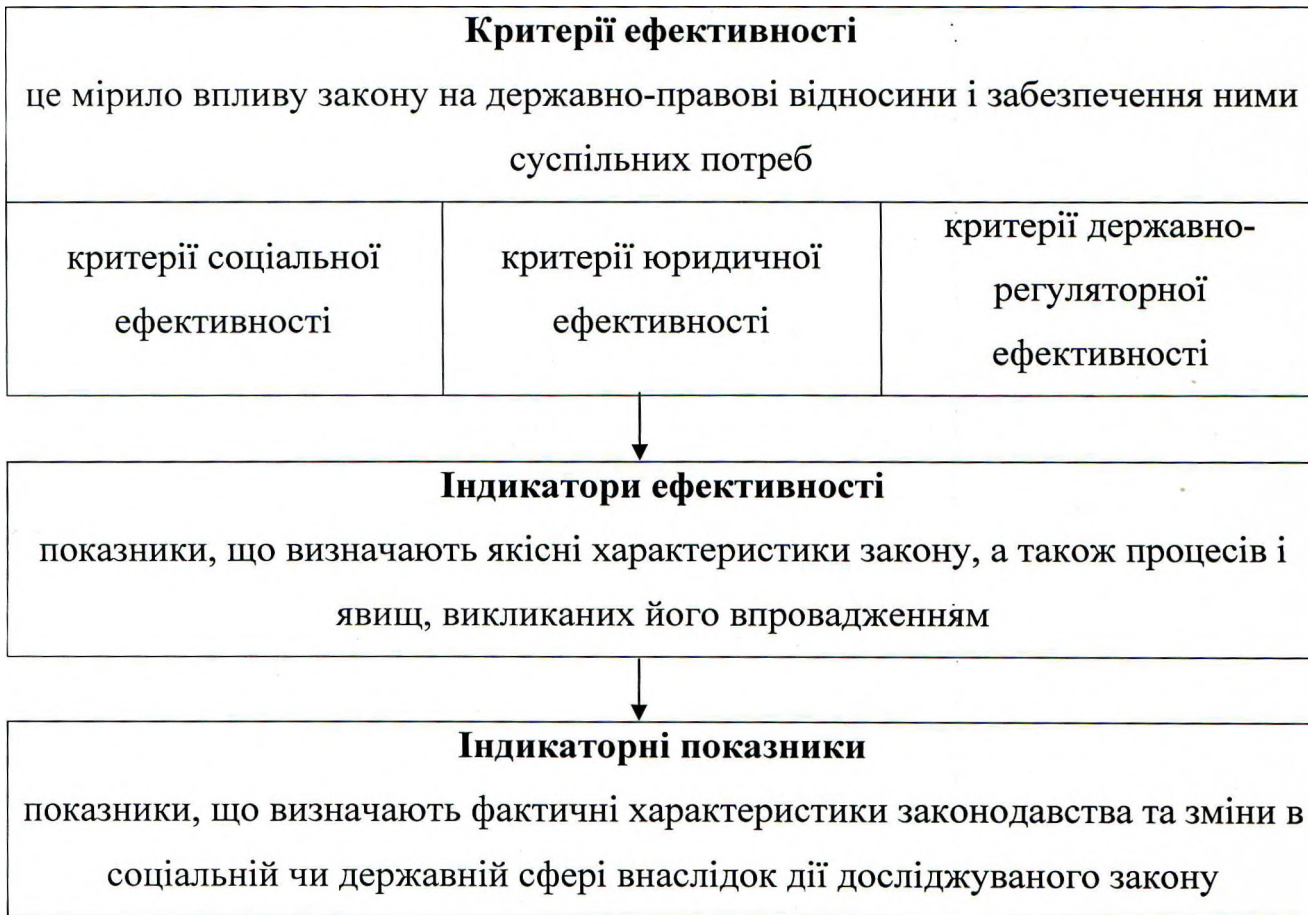 Критерії ефективності
це мірило впливу закону на державно-правові відносини і забезпечення ними
суспільних потреб
критерії соціальної
ефективності
критерії юридичної
ефективності
критерії державно-
регуляторної
ефективності
Індикатори ефективності
показники, що визначають якісні характеристики закону, а також процесів і
явищ, викликаних його впровадженням
Індикаторні показники
показники, що визначають фактичні характеристики законодавства та зміни в
соціальній чи державній сфері внаслідок дії досліджуваного закону